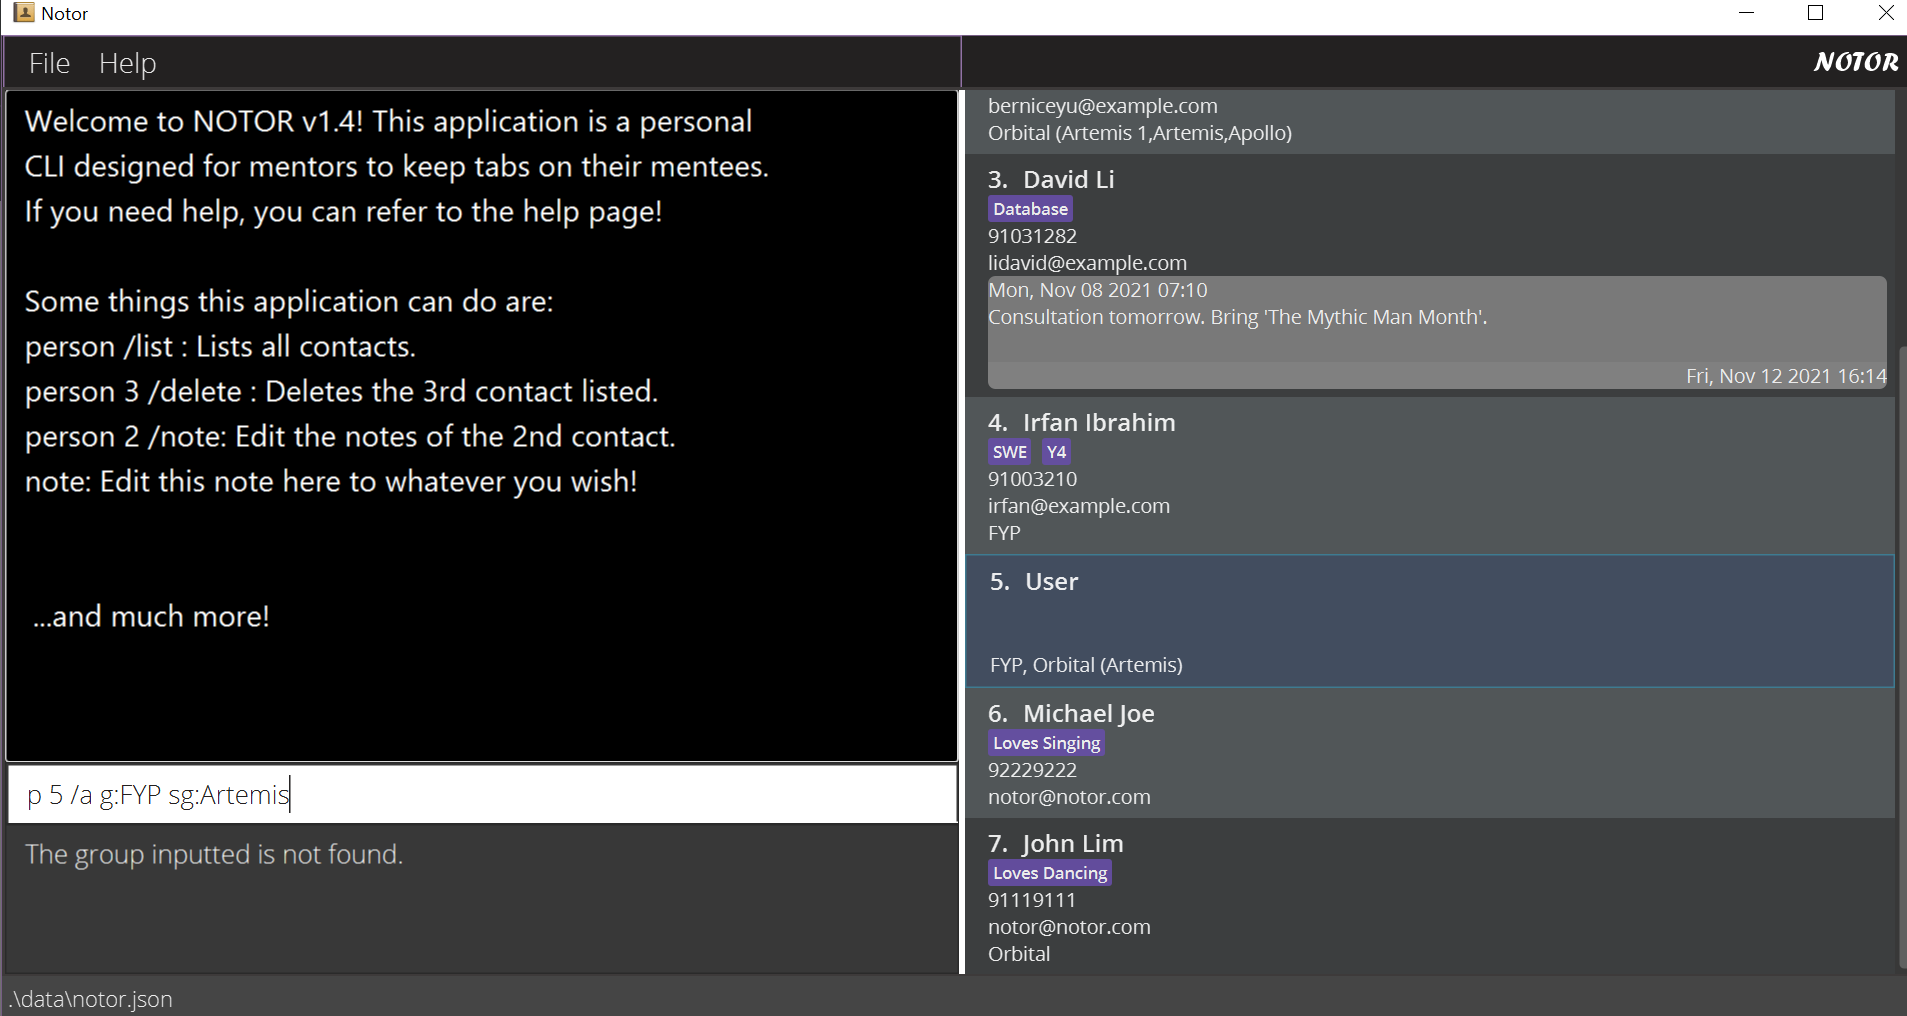 Notor
File Help
NOTOR
Welcome to NOTOR v1.4! This application is a personal
CLI designed for mentors to keep tabs on their mentees.
If you need help, you can refer to the help page!
Some things this application can do are:
person /list : Lists all contacts.
person 3 /delete : Deletes the 3rd contact listed.
person 2 /note: Edit the notes of the 2nd contact.
note: Edit this note here to whatever you wish!
...and much more!
p 5 /a g:FYP sg:Artemis
The group inputted is not found.
berniceyu@example.com
Orbital (Artemis 1,Artemis,Apollo)
3. David Li
Database
91031282
lidavid@example.com
Mon, Nov 08 2021 07:10
Consultation tomorrow. Bring 'The Mythic Man Month'.
Fri, Nov 12 2021 16:14
4. Irfan Ibrahim
SWE Y4
91003210
irfan@example.com
FYP
5. User
FYP, Orbital (Artemis)
6. Michael Joe
Loves Singing
92229222
notor@notor.com
7. John Lim
Loves Dancing
91119111
notor@notor.com
Orbital
.\data\notor.json